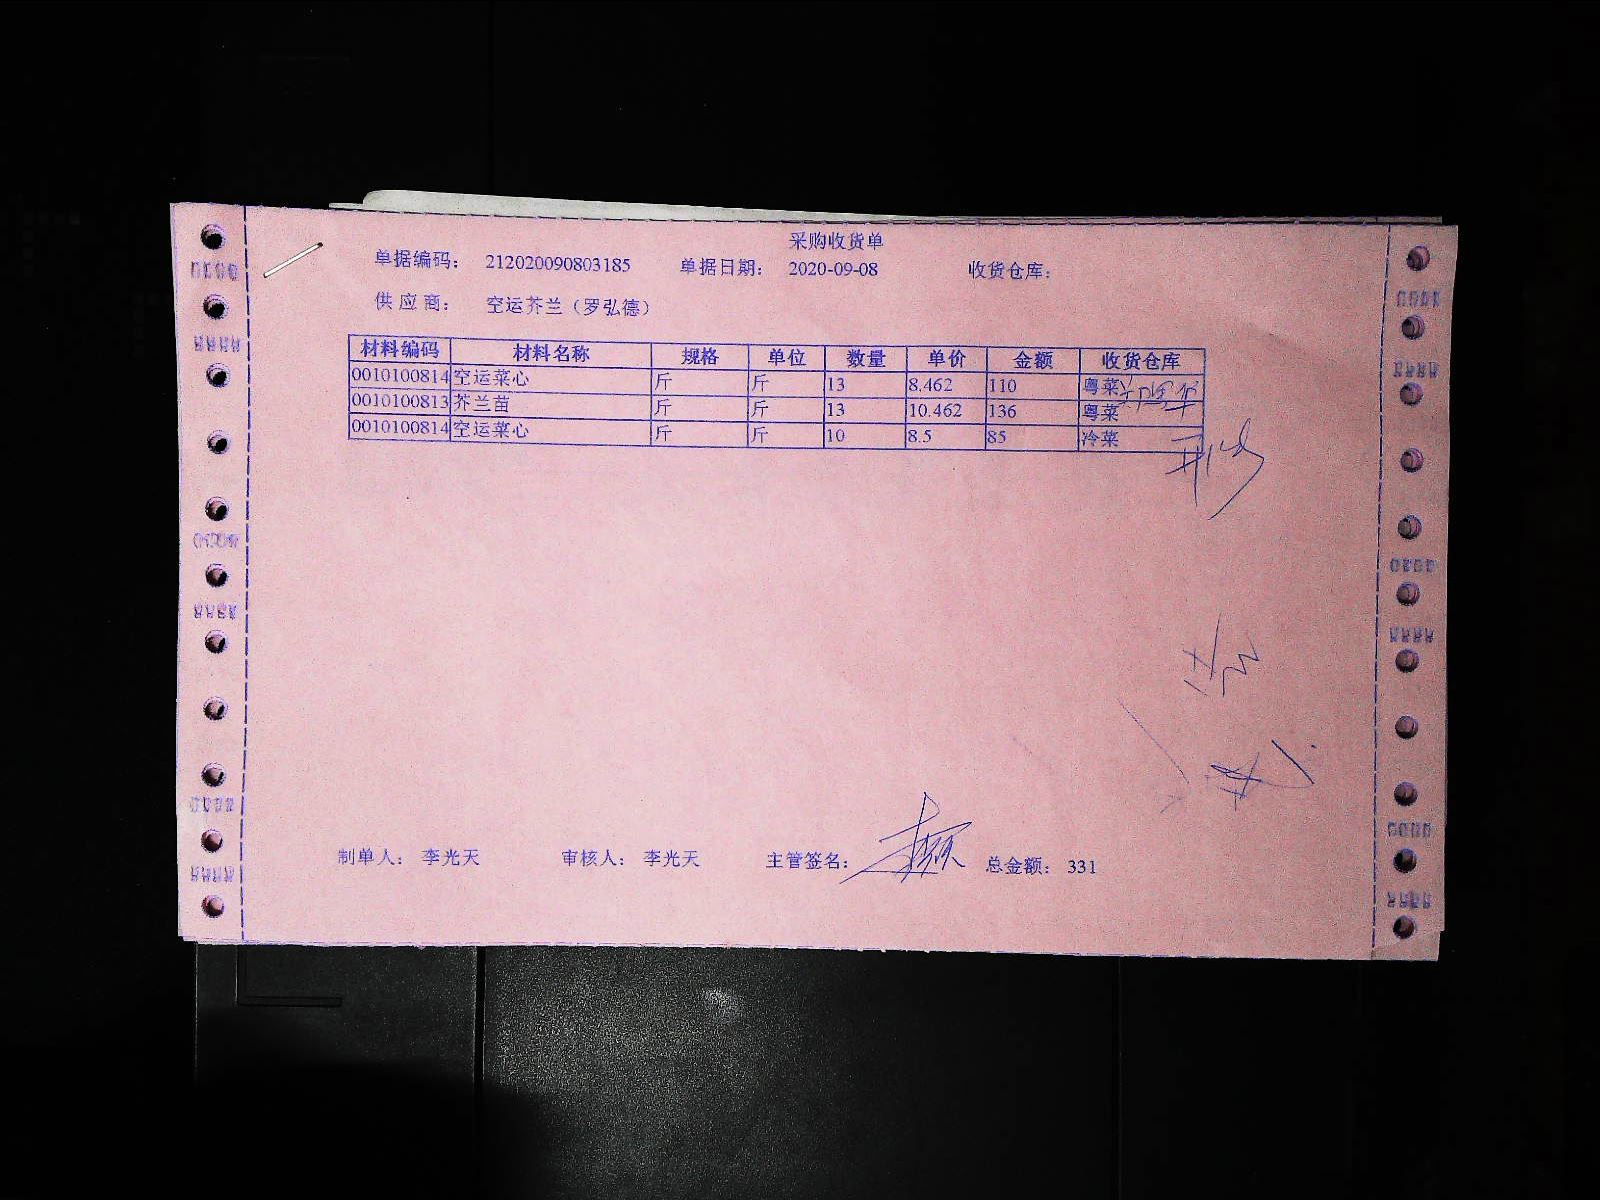 采购收货单
单据编码: 212020090803185 单据日期: 2020-09-08 收货仓库:
供 应 商: 空运芥兰（罗弘德）
材料编码 材料名称 规格 单位 数量 单价 金额 收货仓库
0010100814 空运菜心 斤 斤 13 8.462 110 粤菜
0010100813 芥兰苗 斤 斤 13 10.462 136 粤菜
0010100814 空运菜心 斤 斤 10 8.5 85 冷菜
制单人: 李光天 审核人: 李光天 主管签名: 总金额: 331